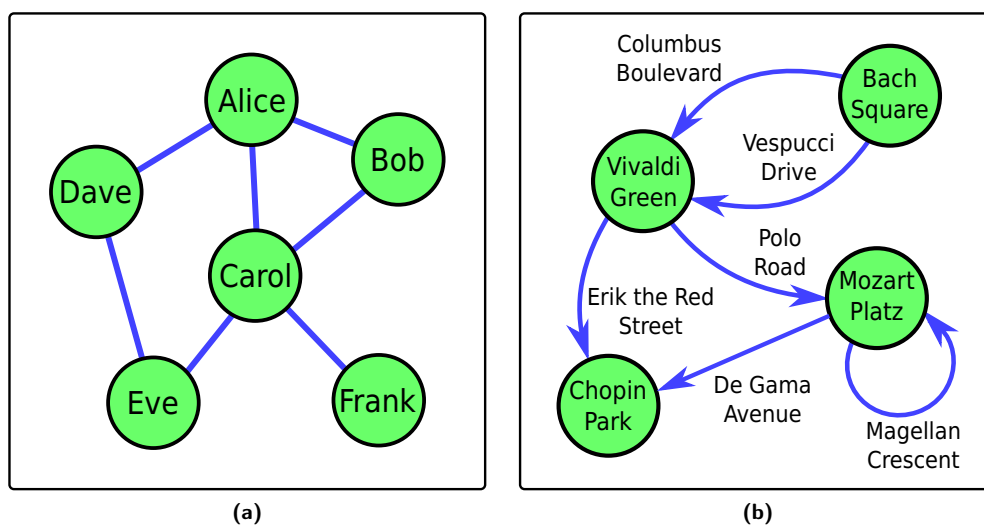 Alice
Bob
Dave
Carol
Eve
Frank
(a)
Columbus
Boulevard
Bach
Square
Vespucci
Drive
Vivaldi
Green
Polo
Road
Mozart
Platz
Erik the Red
Street
Chopin
Park
De Gama
Avenue
Magellan
Crescent
(b)